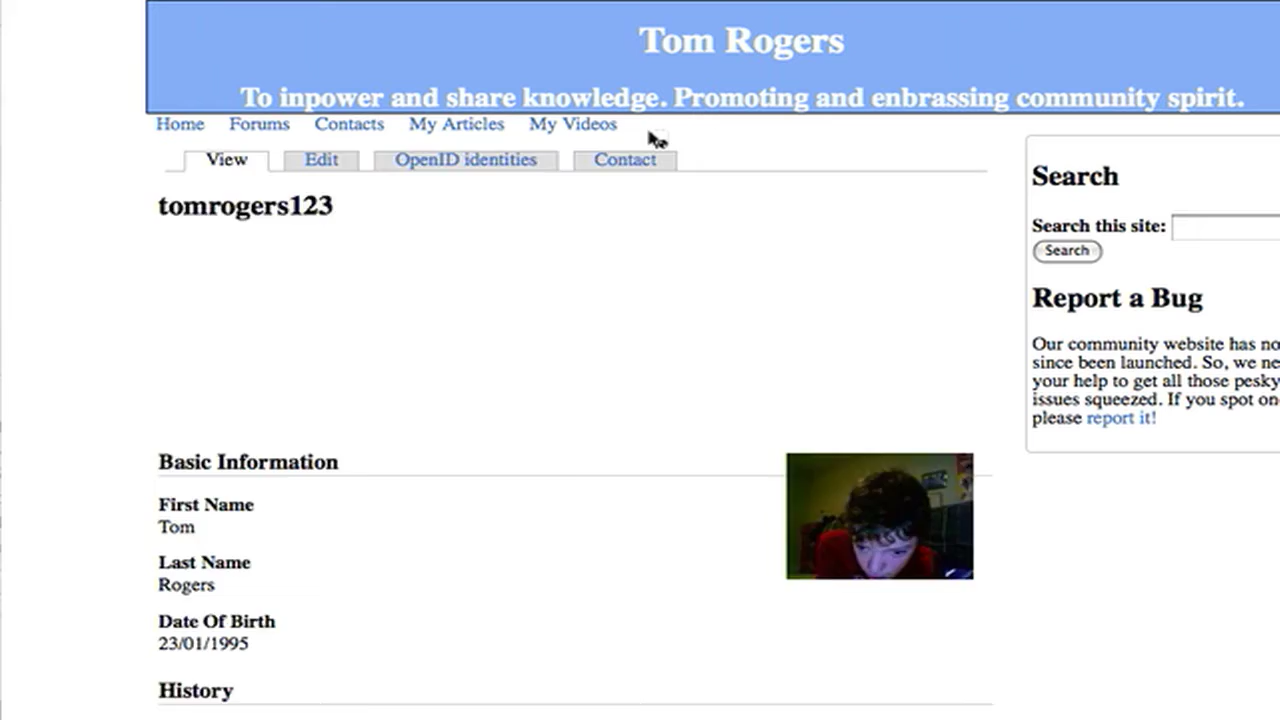 Tom Rogers
To inpower and share knowledge. Promoting and enbrassing community spirit.
Home Forums Contacts My Articles My Videos
View Edit OpenID identities Contact
tomrogers123
Search
Search this site:
Search
Report a Bug
Our community website has
since been launched. So, we
your help to get all those pesky
issues squeezed. If you spot
please report it!
Basic Information
First Name
Tom
Last Name
Rogers
Date Of Birth
23/01/1995
History